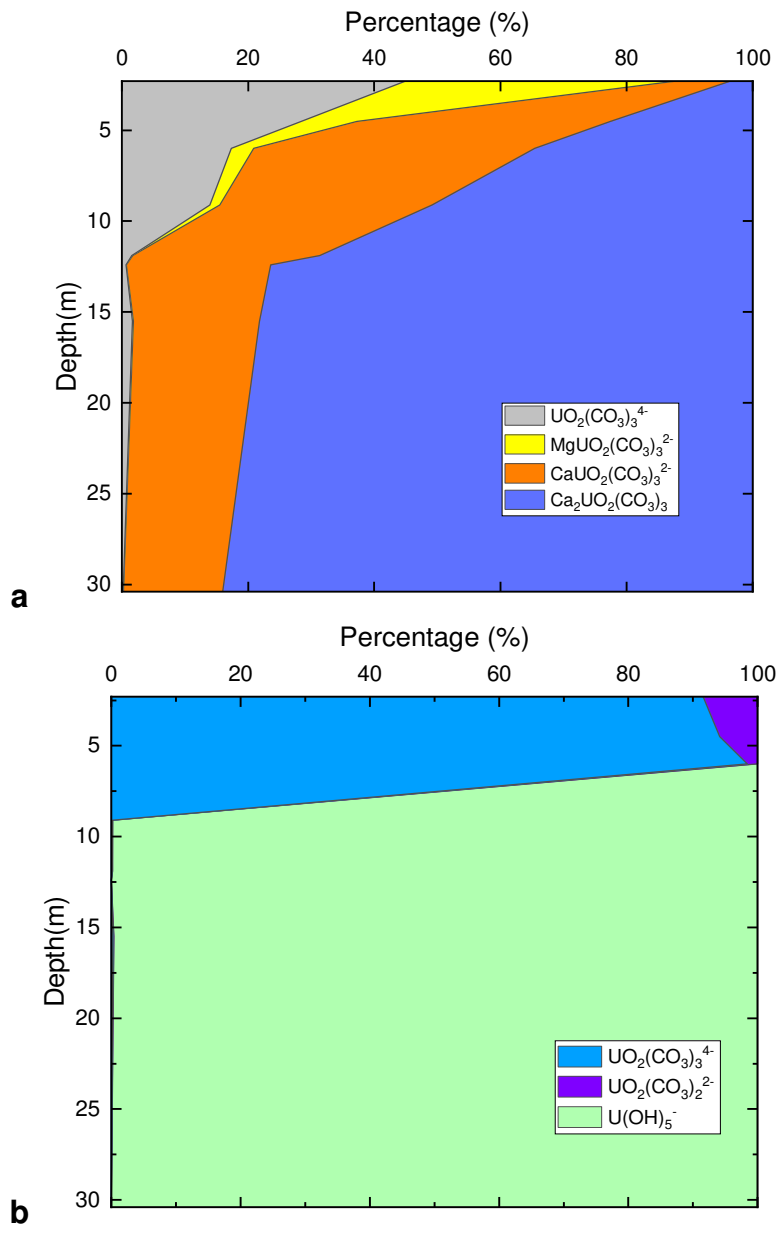 Percentage (%)
0 20 40 60 80 100
Depth(m)
5
10
15
20
25
30
UO₂(CO₃)₃⁴⁻
MgUO₂(CO₃)₃²⁻
CaUO₂(CO₃)₃²⁻
Ca₂UO₂(CO₃)₃
a
Percentage (%)
0 20 40 60 80 100
Depth(m)
5
10
15
20
25
30
UO₂(CO₃)₃⁴⁻
UO₂(CO₃)₂²⁻
U(OH)₅⁻
b